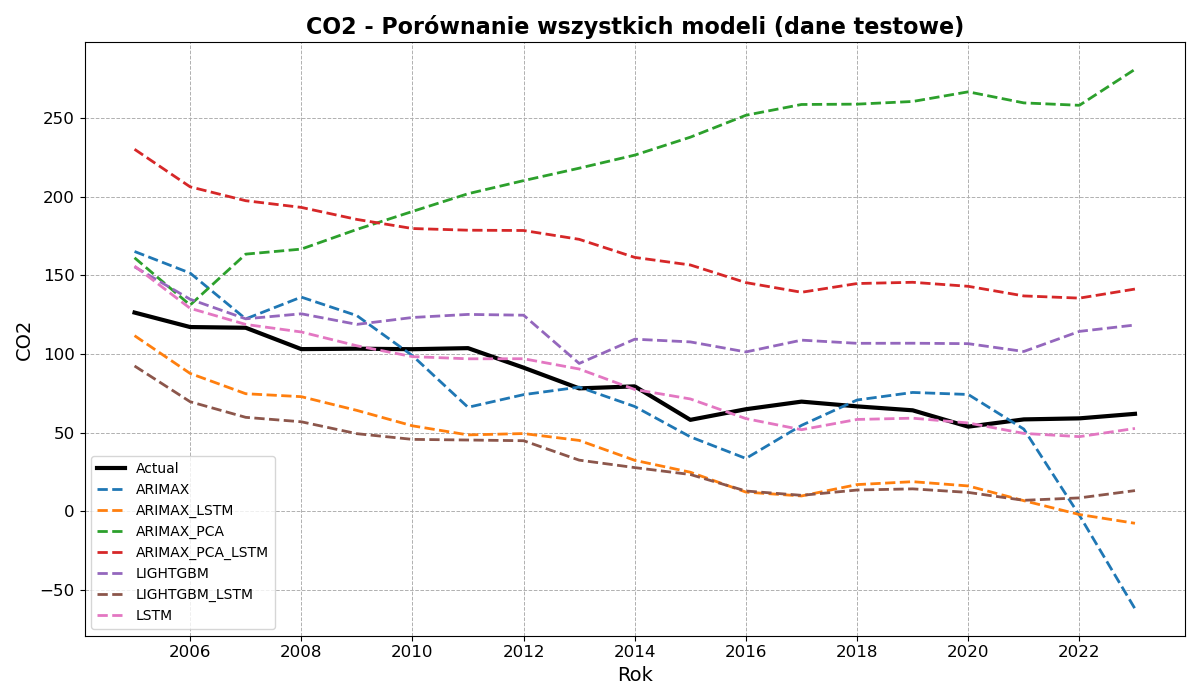 CO2 - Porównanie wszystkich modeli (dane testowe)
CO2
250
200
150
100
50
0
−50
Actual
ARIMAX
ARIMAX_LSTM
ARIMAX_PCA
ARIMAX_PCA_LSTM
LIGHTGBM
LIGHTGBM_LSTM
LSTM
2006 2008 2010 2012 2014 2016 2018 2020 2022
Rok